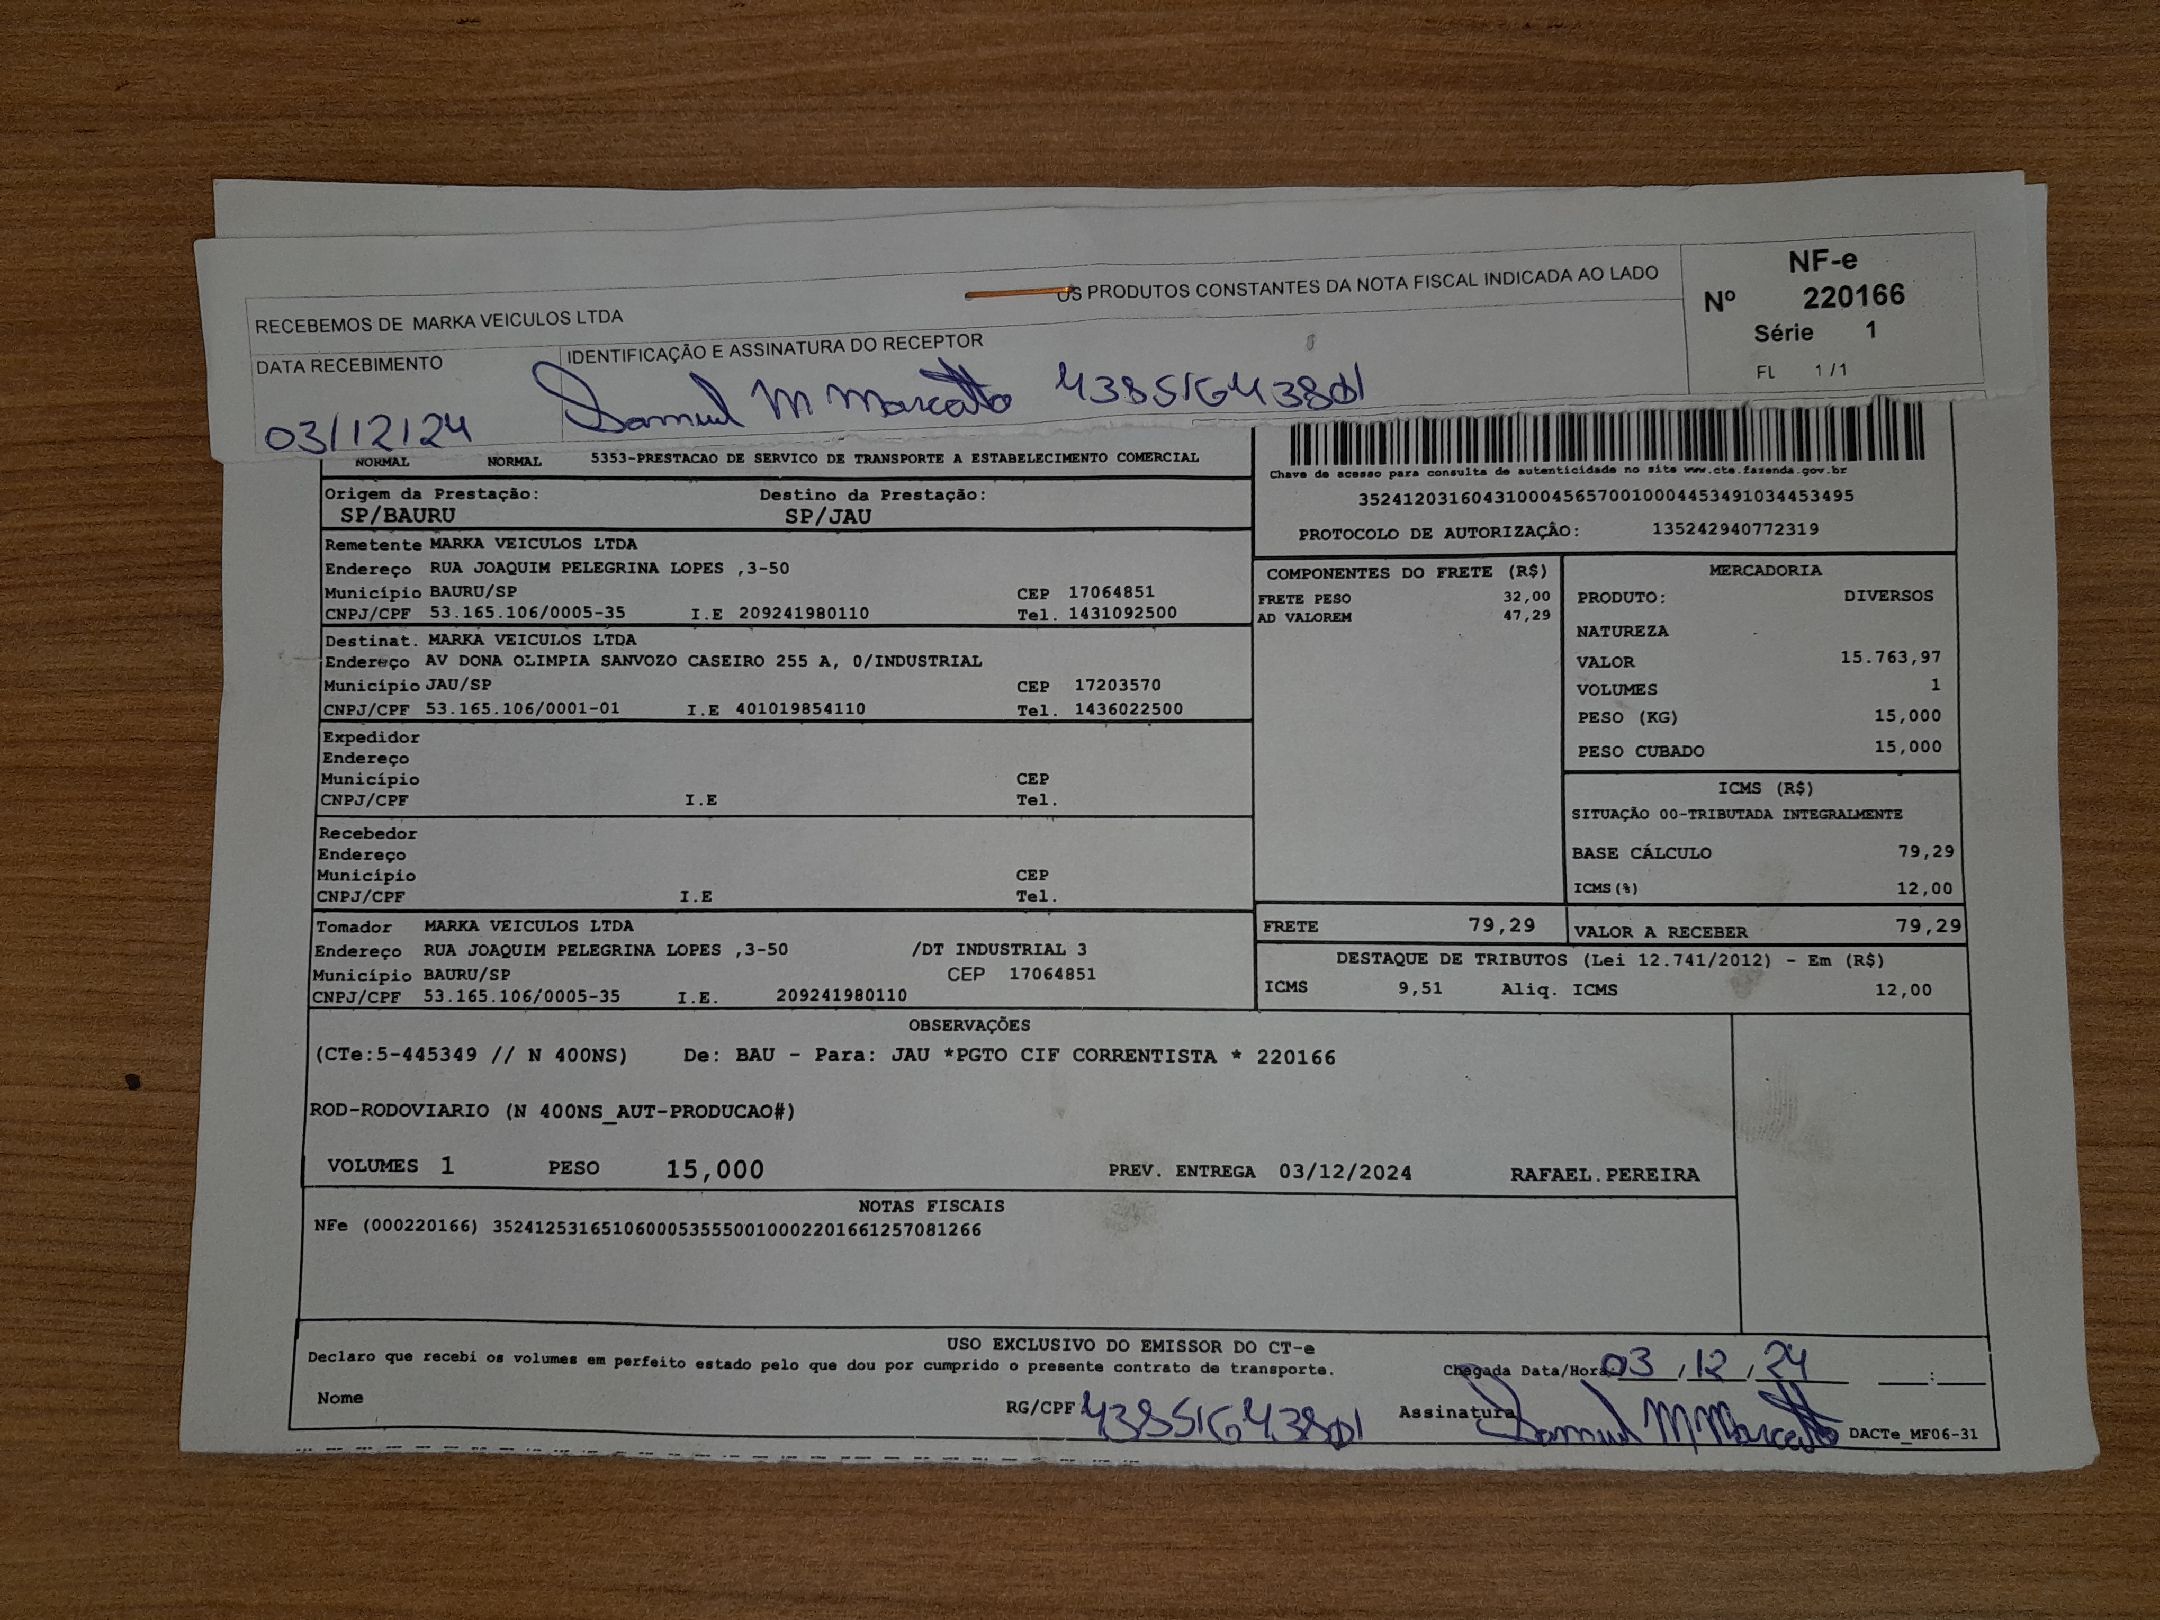 RECEBEMOS DE MARKA VEICULOS LTDA OS PRODUTOS CONSTANTES DA NOTA FISCAL INDICADA AO LADO
NF-e
Nº 220166
Série 1
FL 1 / 1
DATA RECEBIMENTO
03/12/24
IDENTIFICAÇÃO E ASSINATURA DO RECEPTOR
Samuel M Marcatto
NORMAL NORMAL 5353-PRESTACAO DE SERVICO DE TRANSPORTE A ESTABELECIMENTO COMERCIAL
Chave de acesso para consulta de autenticidade no site www.cte.fazenda.gov.br
35241203160431000456570010004453491034453495
PROTOCOLO DE AUTORIZAÇÃO: 135242940772319
Origem da Prestação: Destino da Prestação:
SP/BAURU SP/JAU
Remetente MARKA VEICULOS LTDA
Endereço RUA JOAQUIM PELEGRINA LOPES ,3-50
Município BAURU/SP CEP 17064851
CNPJ/CPF 53.165.106/0005-35 I.E 209241980110 Tel. 1431092500
Destinat. MARKA VEICULOS LTDA
Endereço AV DONA OLIMPIA SANVOZO CASEIRO 255 A, 0/INDUSTRIAL
Município JAU/SP CEP 17203570
CNPJ/CPF 53.165.106/0001-01 I.E 401019854110 Tel. 1436022500
Expedidor
Endereço
Município CEP
CNPJ/CPF I.E Tel.
Recebedor
Endereço
Município CEP
CNPJ/CPF I.E Tel.
Tomador MARKA VEICULOS LTDA
Endereço RUA JOAQUIM PELEGRINA LOPES ,3-50 /DT INDUSTRIAL 3
Município BAURU/SP CEP 17064851
CNPJ/CPF 53.165.106/0005-35 I.E. 209241980110
COMPONENTES DO FRETE (R$)
FRETE PESO 32,00
AD VALOREM 47,29
MERCADORIA
PRODUTO: DIVERSOS
NATUREZA
VALOR 15.763,97
VOLUMES 1
PESO (KG) 15,000
PESO CUBADO 15,000
ICMS (R$)
SITUAÇÃO 00-TRIBUTADA INTEGRALMENTE
BASE CÁLCULO 79,29
ICMS(%) 12,00
FRETE 79,29 VALOR A RECEBER 79,29
DESTAQUE DE TRIBUTOS (Lei 12.741/2012) - Em (R$)
ICMS 9,51 Aliq. ICMS 12,00
OBSERVAÇÕES
(CTe:5-445349 // N 400NS) De: BAU - Para: JAU *PGTO CIF CORRENTISTA * 220166
ROD-RODOVIARIO (N 400NS_AUT-PRODUCAO#)
VOLUMES 1 PESO 15,000 PREV. ENTREGA 03/12/2024 RAFAEL.PEREIRA
NOTAS FISCAIS
NFe (000220166) 35241253165106000535550010002201661257081266
USO EXCLUSIVO DO EMISSOR DO CT-e
Declaro que recebi os volumes em perfeito estado pelo que dou por cumprido o presente contrato de transporte.
Chegada Data/Hora: 03/12/24 :
Nome RG/CPF Assinatura Samuel M Marcatto DACTe_MF06-31